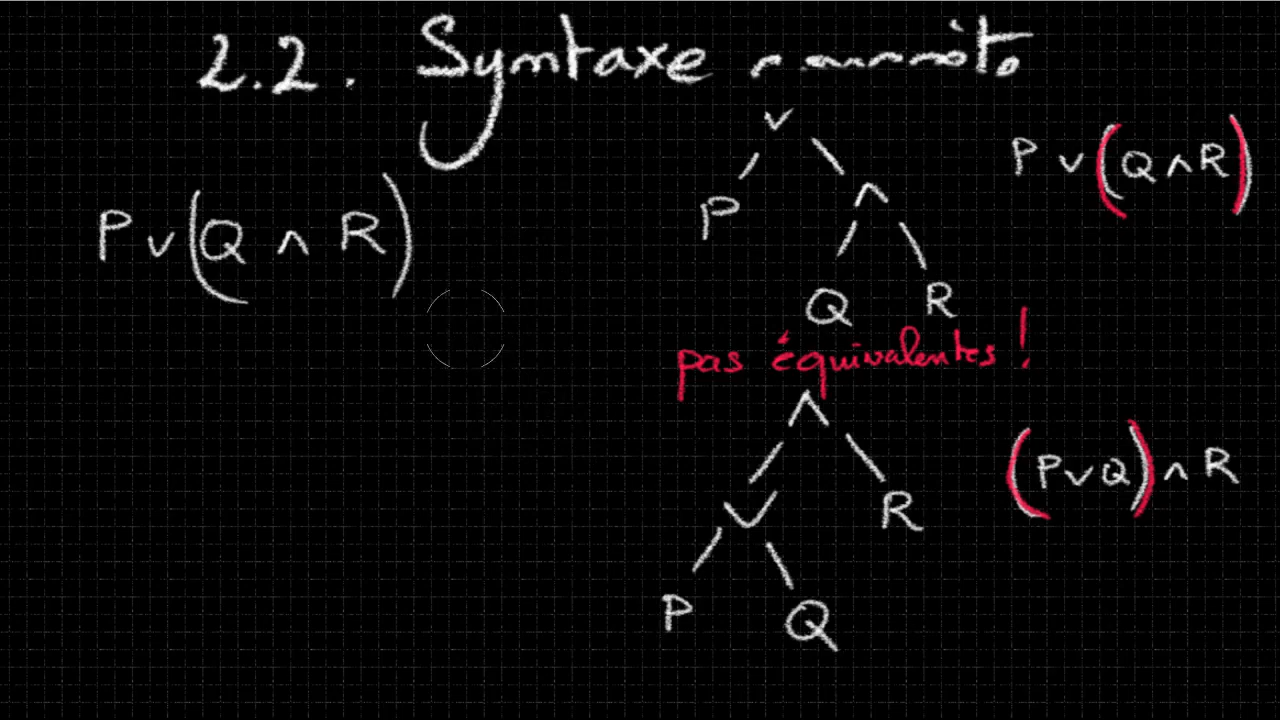 2.2. Syntaxe
P ∨ (Q ∧ R)
∨
P ∧
Q R
P ∨ (Q ∧ R)
pas équivalentes !
∧
∨ R
P Q
(P ∨ Q) ∧ R